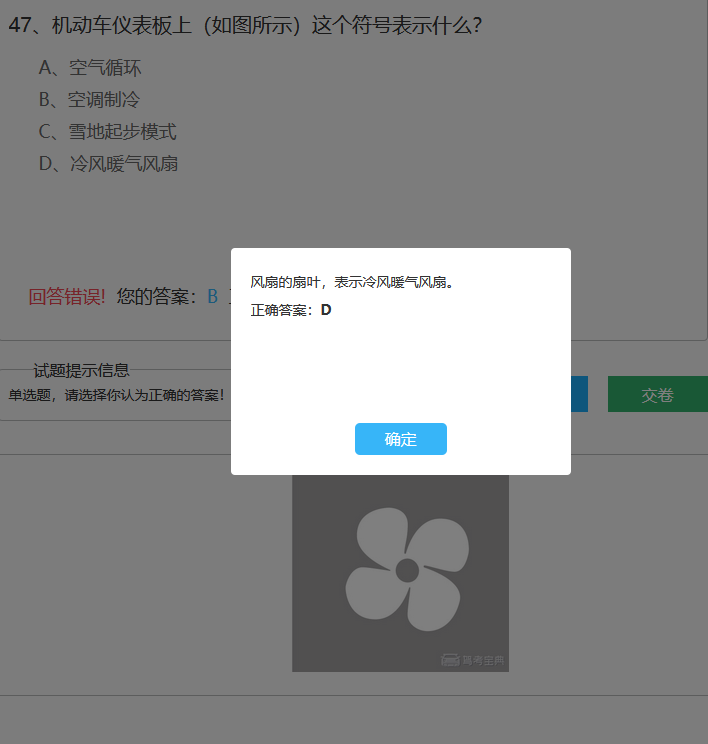 47、机动车仪表板上（如图所示）这个符号表示什么?
A、空气循环
B、空调制冷
C、雪地起步模式
D、冷风暖气风扇
回答错误! 您的答案：B
风扇的扇叶，表示冷风暖气风扇。
正确答案：D
确定
试题提示信息
单选题，请选择你认为正确的答案!
交卷
驾考宝典